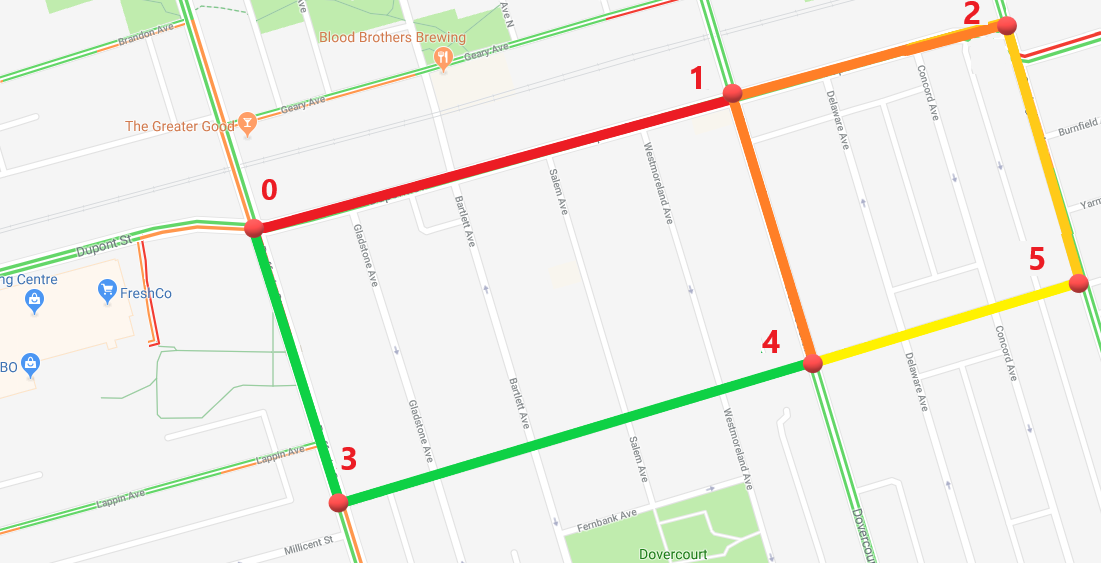 Ave N
2
Brandon Ave
Blood Brothers Brewing
Geary Ave
1
Geary Ave
Concord Ave
Delaware Ave
The Greater Good
Burnfield
Westmoreland Ave
0
Salem Ave
Bartlett Ave
Yarm
Dupont St
Gladstone Ave
5
ng Centre
FreshCo
4
BO
Concord Ave
Delaware Ave
Bartlett Ave
Gladstone Ave
Westmoreland Ave
3
Salem Ave
Lappin Ave
Lappin Ave
Fernbank Ave
Dovercou
Millicent St
Dovercourt